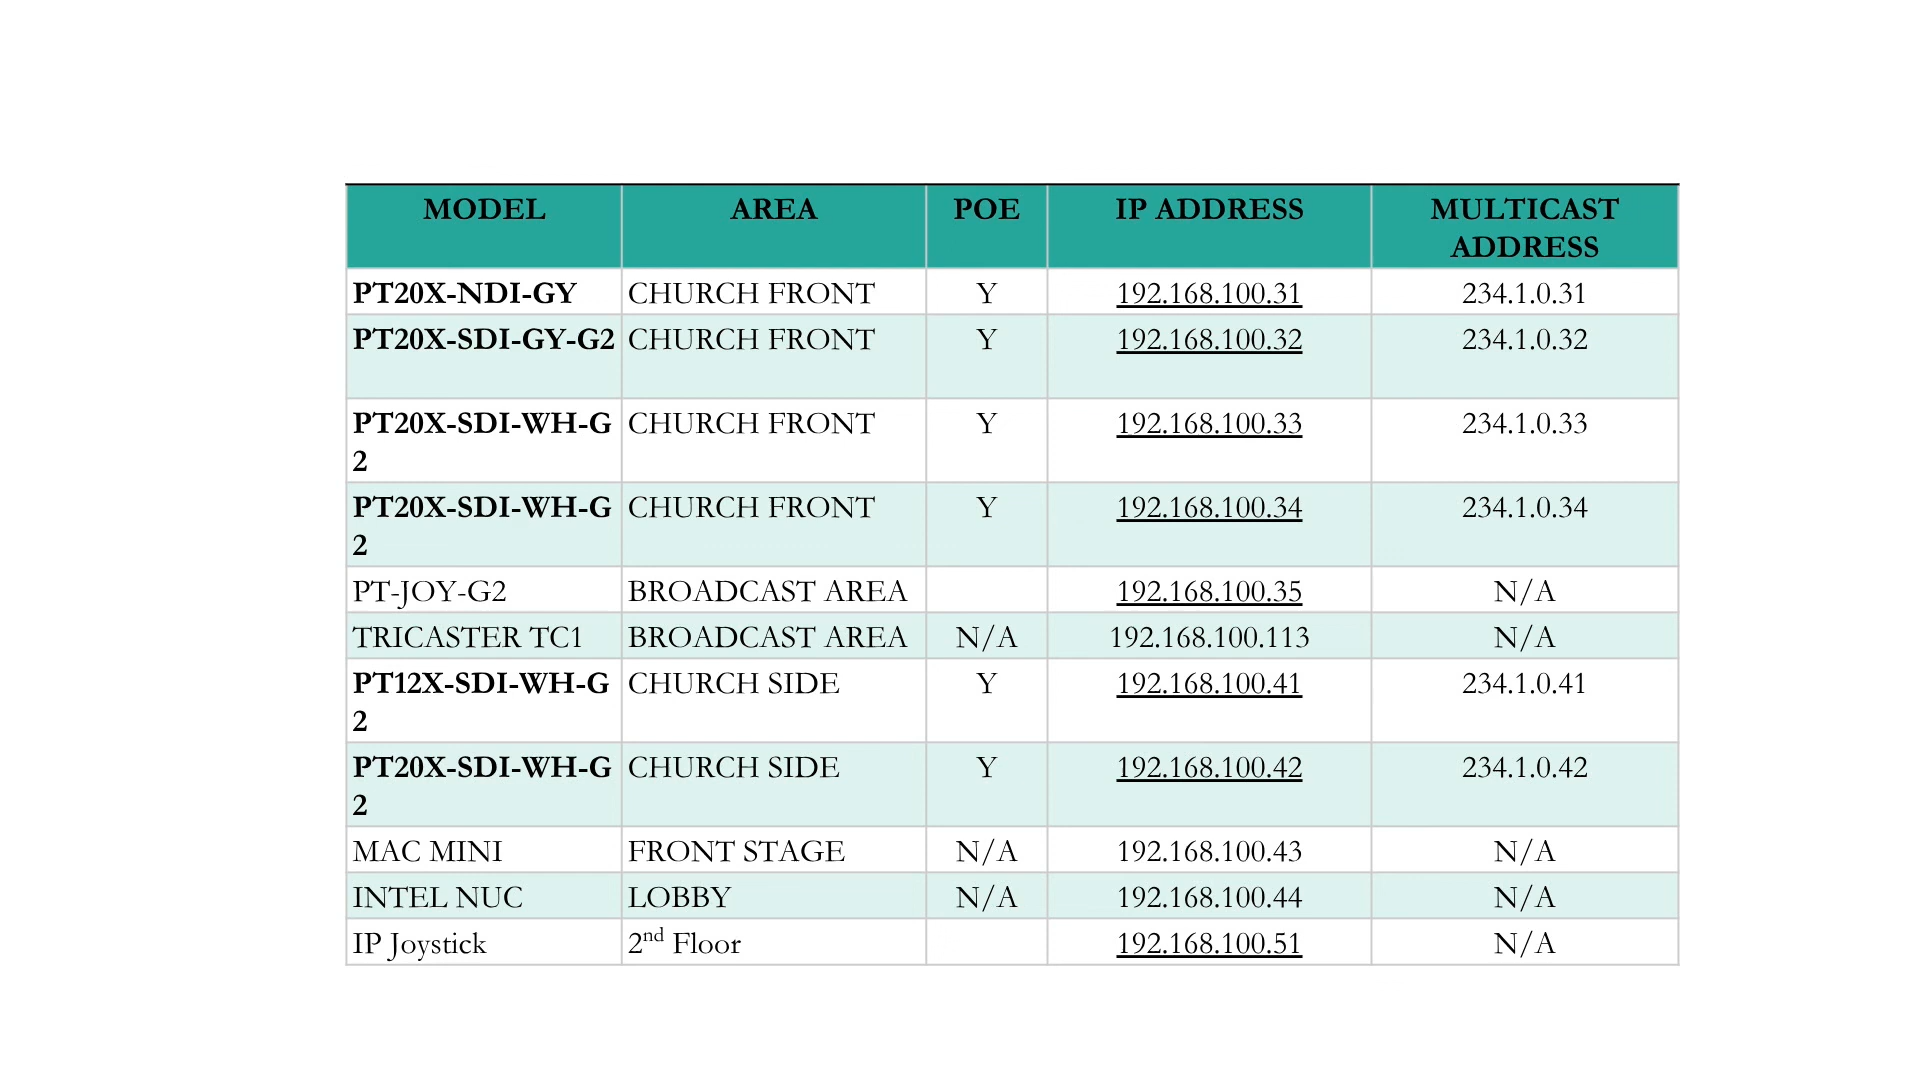 MODEL AREA POE IP ADDRESS MULTICAST
ADDRESS
PT20X-NDI-GY CHURCH FRONT Y 192.168.100.31 234.1.0.31
PT20X-SDI-GY-G2 CHURCH FRONT Y 192.168.100.32 234.1.0.32
PT20X-SDI-WH-G CHURCH FRONT Y 192.168.100.33 234.1.0.33
2
PT20X-SDI-WH-G CHURCH FRONT Y 192.168.100.34 234.1.0.34
2
PT-JOY-G2 BROADCAST AREA 192.168.100.35 N/A
TRICASTER TC1 BROADCAST AREA N/A 192.168.100.113 N/A
PT12X-SDI-WH-G CHURCH SIDE Y 192.168.100.41 234.1.0.41
2
PT20X-SDI-WH-G CHURCH SIDE Y 192.168.100.42 234.1.0.42
2
MAC MINI FRONT STAGE N/A 192.168.100.43 N/A
INTEL NUC LOBBY N/A 192.168.100.44 N/A
IP Joystick 2nd Floor 192.168.100.51 N/A